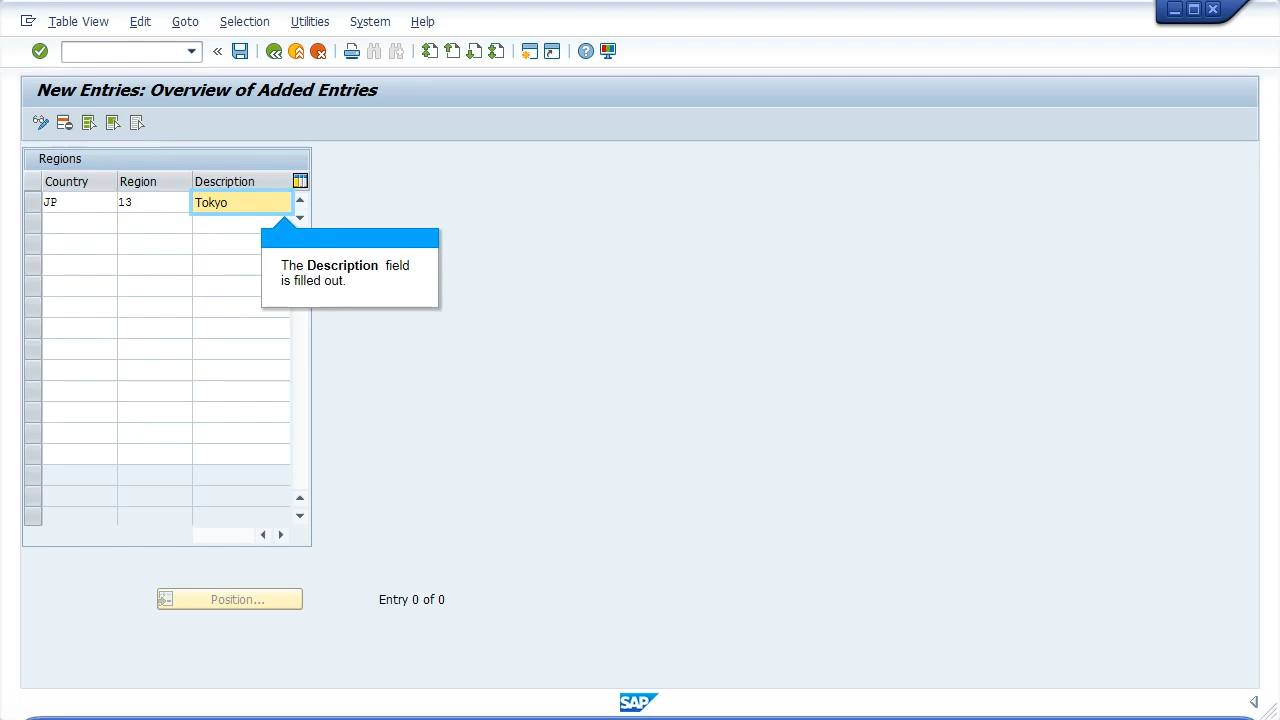 Table View Edit Goto Selection Utilities System Help
New Entries: Overview of Added Entries
Regions
Country Region Description
JP 13 Tokyo
The Description field
is filled out.
Position... Entry 0 of 0
SAP